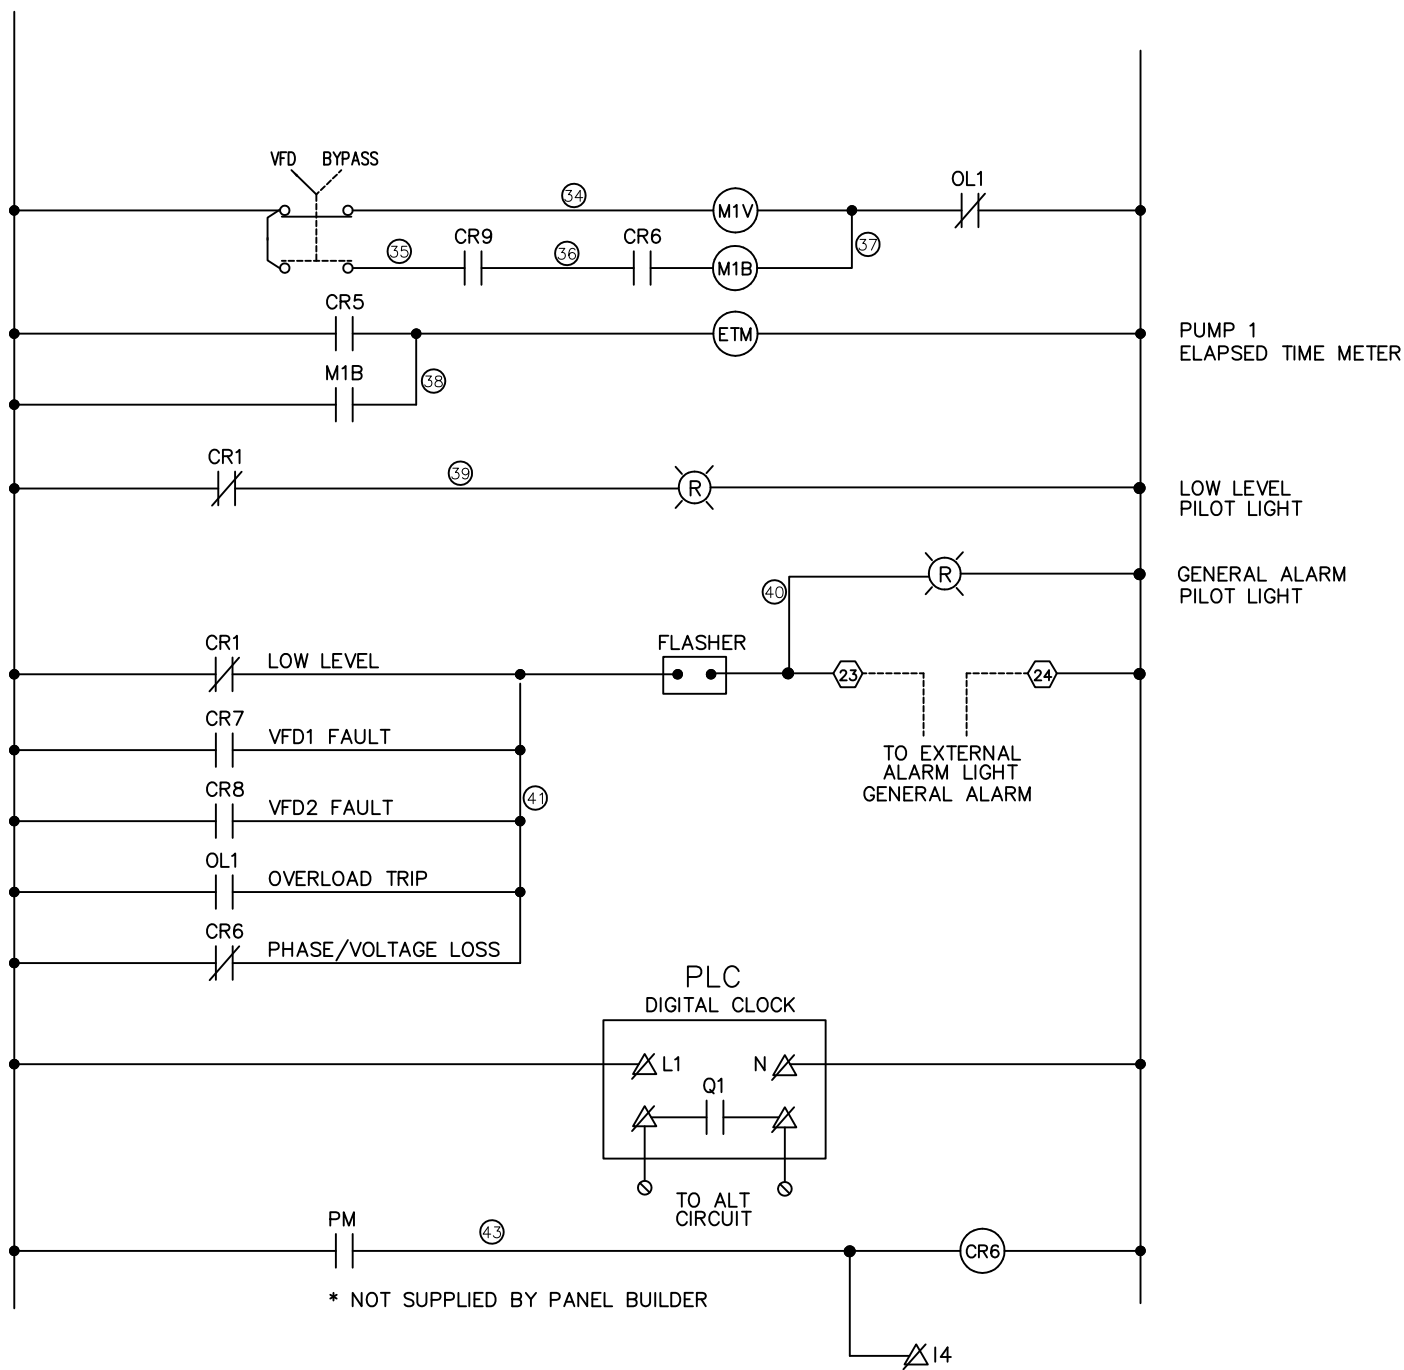 VFD BYPASS
34
M1V
OL1
35
CR9
36
CR6
M1B
37
CR5
ETM
PUMP 1
ELAPSED TIME METER
M1B
38
CR1
39
R
LOW LEVEL
PILOT LIGHT
R
GENERAL ALARM
PILOT LIGHT
40
CR1
LOW LEVEL
FLASHER
23
24
CR7
VFD1 FAULT
TO EXTERNAL
ALARM LIGHT
GENERAL ALARM
CR8
VFD2 FAULT
41
OL1
OVERLOAD TRIP
CR6
PHASE/VOLTAGE LOSS
PLC
DIGITAL CLOCK
L1
N
Q1
TO ALT
CIRCUIT
PM
43
CR6
* NOT SUPPLIED BY PANEL BUILDER
I4